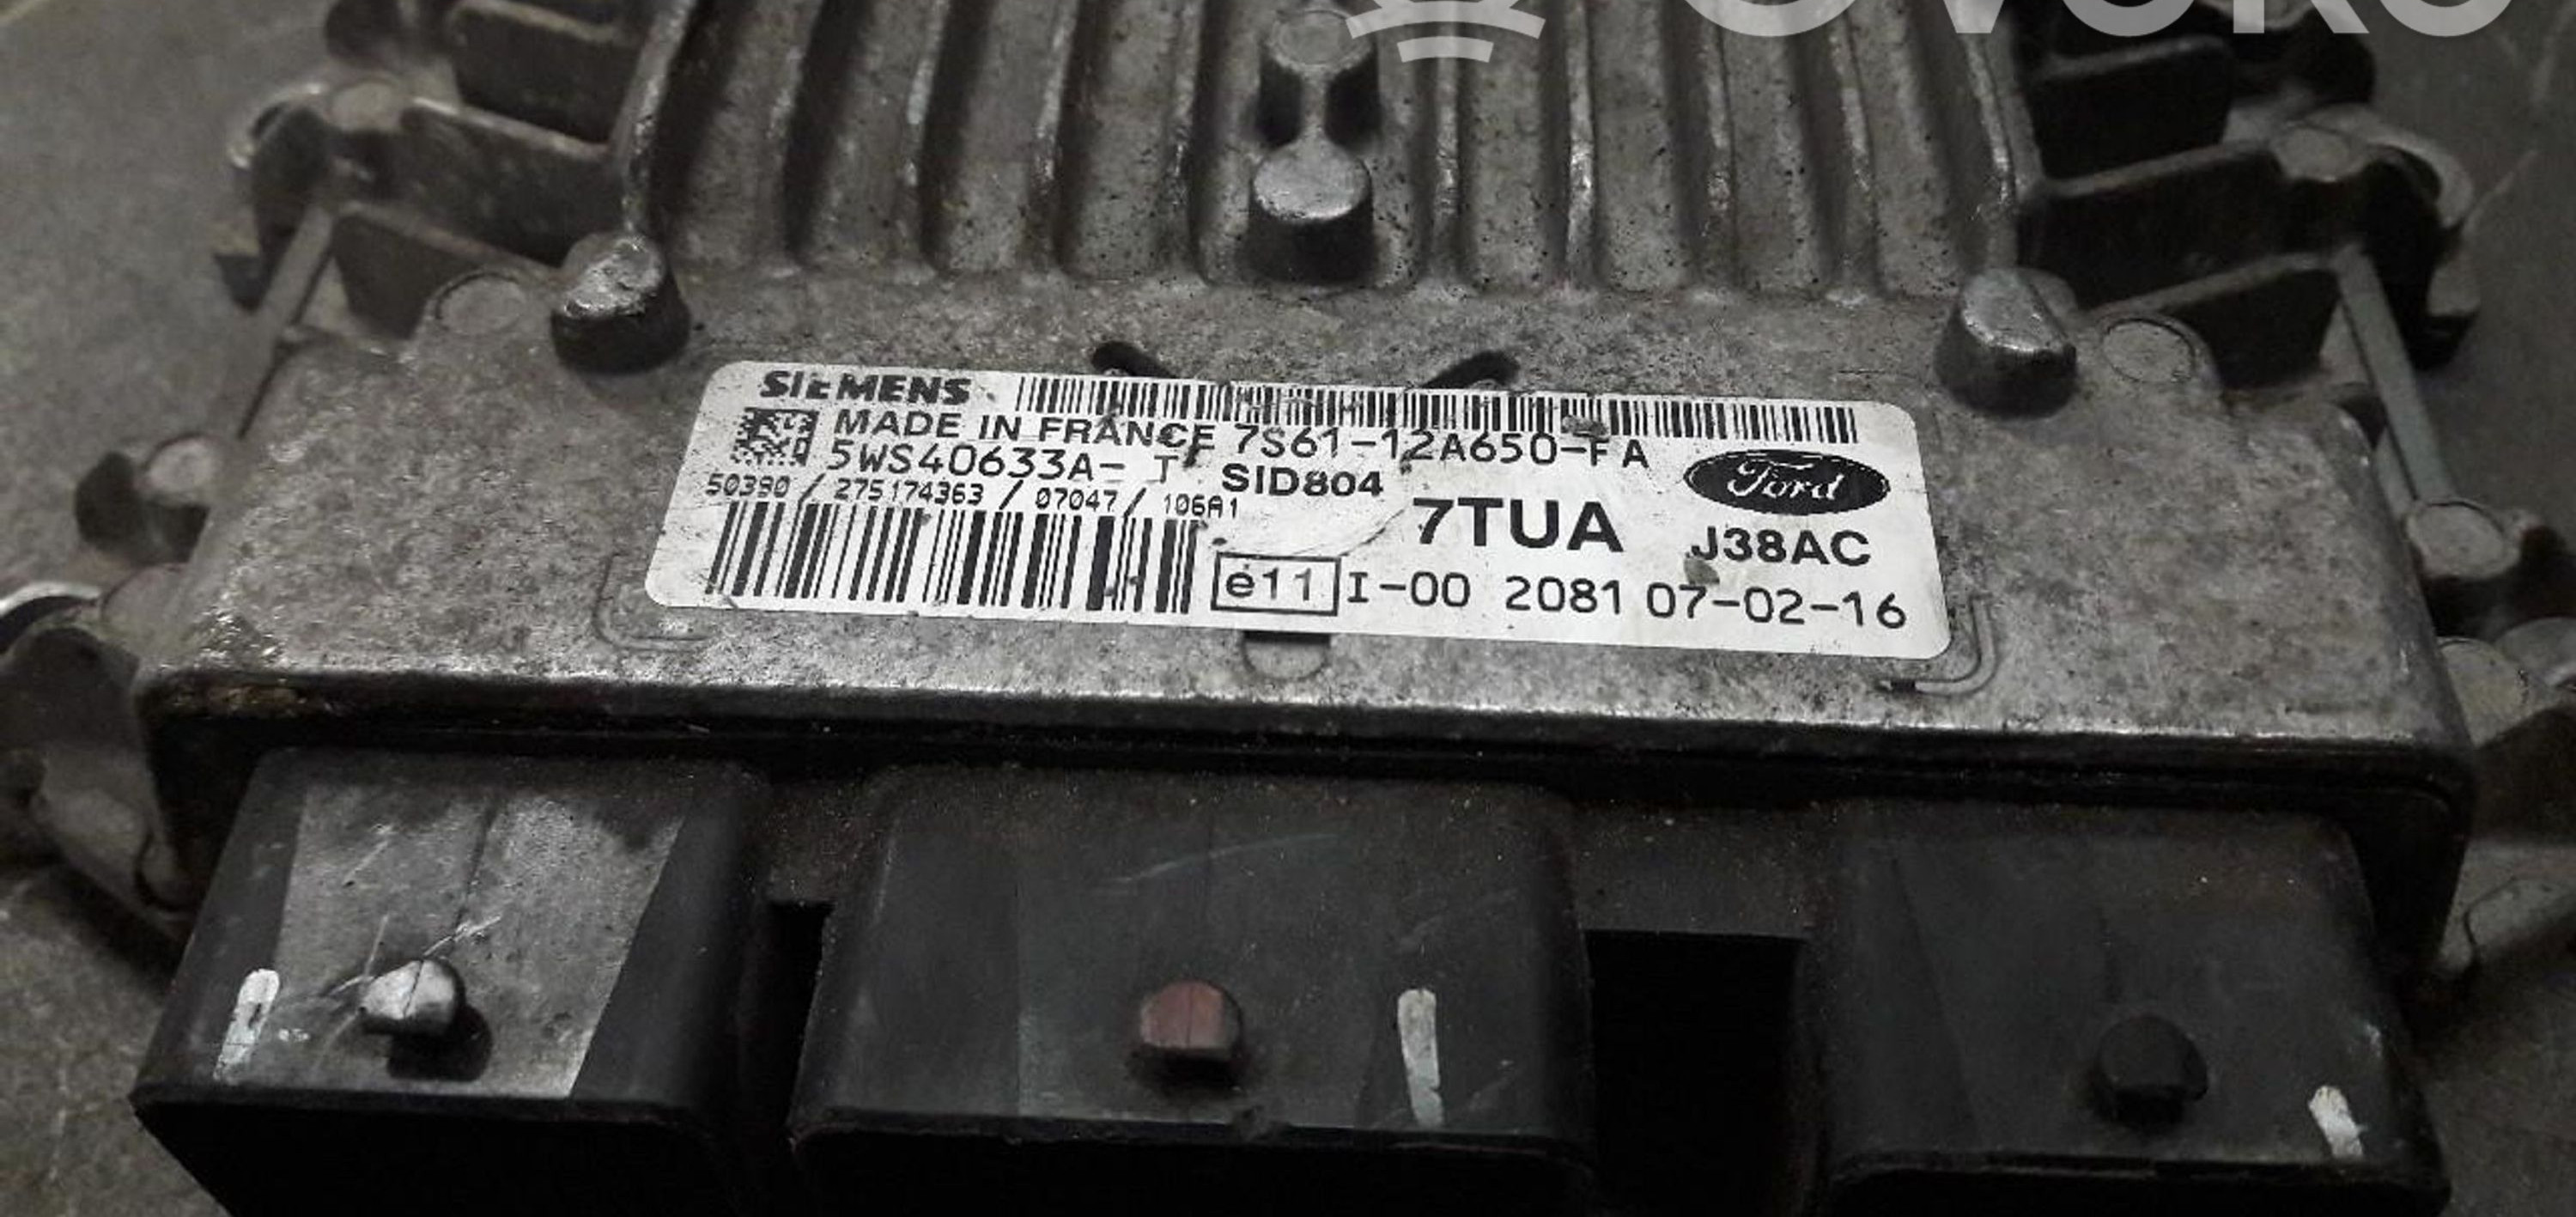 OVOKO
SIEMENS
MADE IN FRANCE 7S61-12A650-FA
5WS40633A-T SID804
50390 / 275174363 / 07047 / 106A1
Ford
7TUA J38AC
e11 I-00 2081 07-02-16